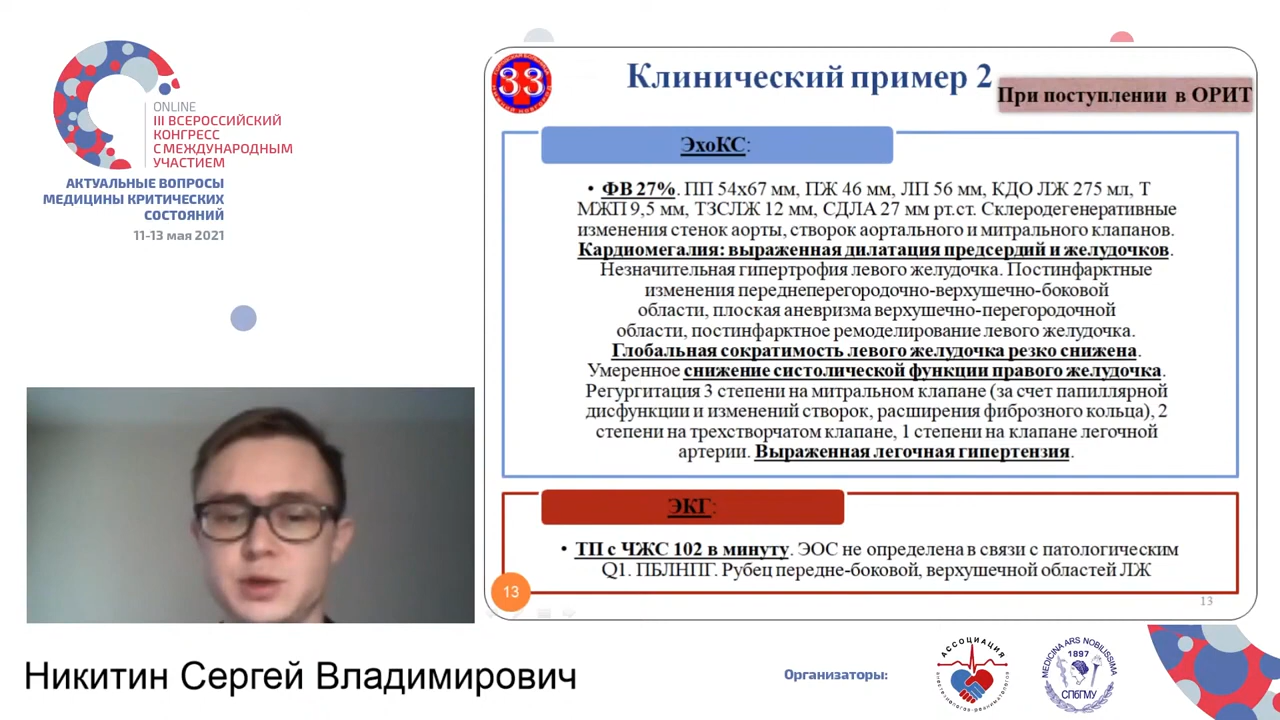 ONLINE
III ВСЕРОССИЙСКИЙ
КОНГРЕСС
С МЕЖДУНАРОДНЫМ
УЧАСТИЕМ
АКТУАЛЬНЫЕ ВОПРОСЫ
МЕДИЦИНЫ КРИТИЧЕСКИХ
СОСТОЯНИЙ
11-13 мая 2021
33
Клинический пример 2
При поступлении в ОРИТ
ЭхоКС:
• ФВ 27%. ПП 54х67 мм, ПЖ 46 мм, ЛП 56 мм, КДО ЛЖ 275 мл, Т
МЖП 9,5 мм, ТЗСЛЖ 12 мм, СДЛА 27 мм рт.ст. Склеродегенеративные
изменения стенок аорты, створок аортального и митрального клапанов.
Кардиомегалия: выраженная дилатация предсердий и желудочков.
Незначительная гипертрофия левого желудочка. Постинфарктные
изменения переднеперегородочно-верхушечно-боковой
области, плоская аневризма верхушечно-перегородочной
области, постинфарктное ремоделирование левого желудочка.
Глобальная сократимость левого желудочка резко снижена.
Умеренное снижение систолической функции правого желудочка.
Регургитация 3 степени на митральном клапане (за счет папиллярной
дисфункции и изменений створок, расширения фиброзного кольца), 2
степени на трехстворчатом клапане, 1 степени на клапане легочной
артерии. Выраженная легочная гипертензия.
ЭКГ:
• ТП с ЧЖС 102 в минуту. ЭОС не определена в связи с патологическим
Q1. ПБЛНПГ. Рубец передне-боковой, верхушечной областей ЛЖ
13
13
Никитин Сергей Владимирович
Организаторы:
АССОЦИАЦИЯ
MEDICINA ARS NOBILISSIMA
1897
СПбГМУ